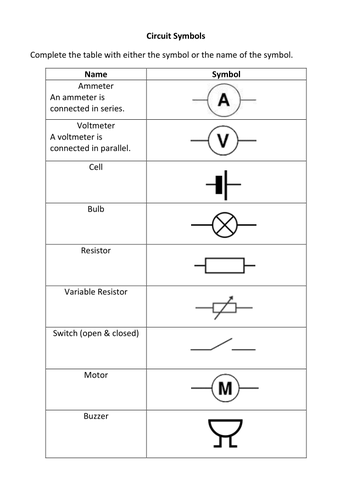 Circuit Symbols
Complete the table with either the symbol or the name of the symbol.
Name Symbol
Ammeter
An ammeter is
connected in series.
A
Voltmeter
A voltmeter is
connected in parallel.
V
Cell
Bulb
Resistor
Variable Resistor
Switch (open & closed)
Motor
M
Buzzer